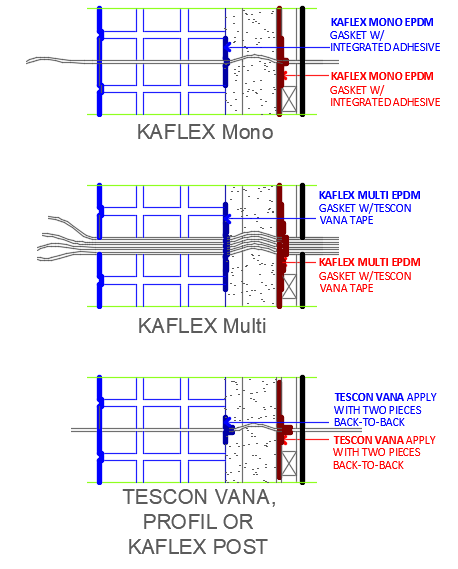 KAFLEX MONO EPDM
GASKET W/
INTEGRATED ADHESIVE
KAFLEX MONO EPDM
GASKET W/
INTEGRATED ADHESIVE
KAFLEX Mono
KAFLEX MULTI EPDM
GASKET W/TESCON
VANA TAPE
KAFLEX MULTI EPDM
GASKET W/TESCON
VANA TAPE
KAFLEX Multi
TESCON VANA APPLY
WITH TWO PIECES
BACK-TO-BACK
TESCON VANA APPLY
WITH TWO PIECES
BACK-TO-BACK
TESCON VANA,
PROFIL OR
KAFLEX POST